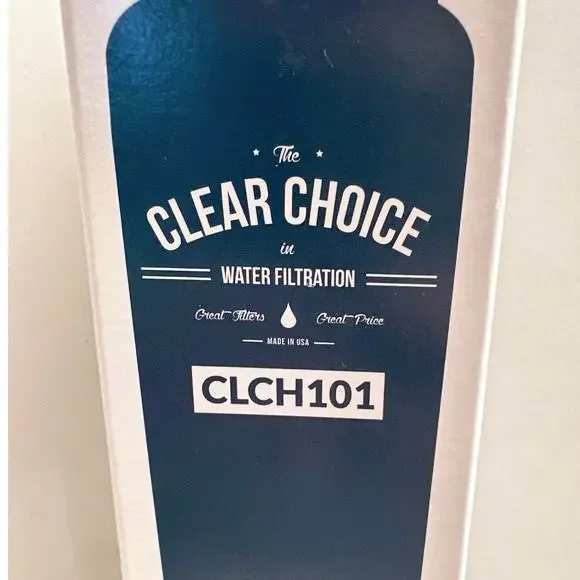 The
CLEAR CHOICE
in
WATER FILTRATION
Great Filters Great Price
MADE IN USA
CLCH101